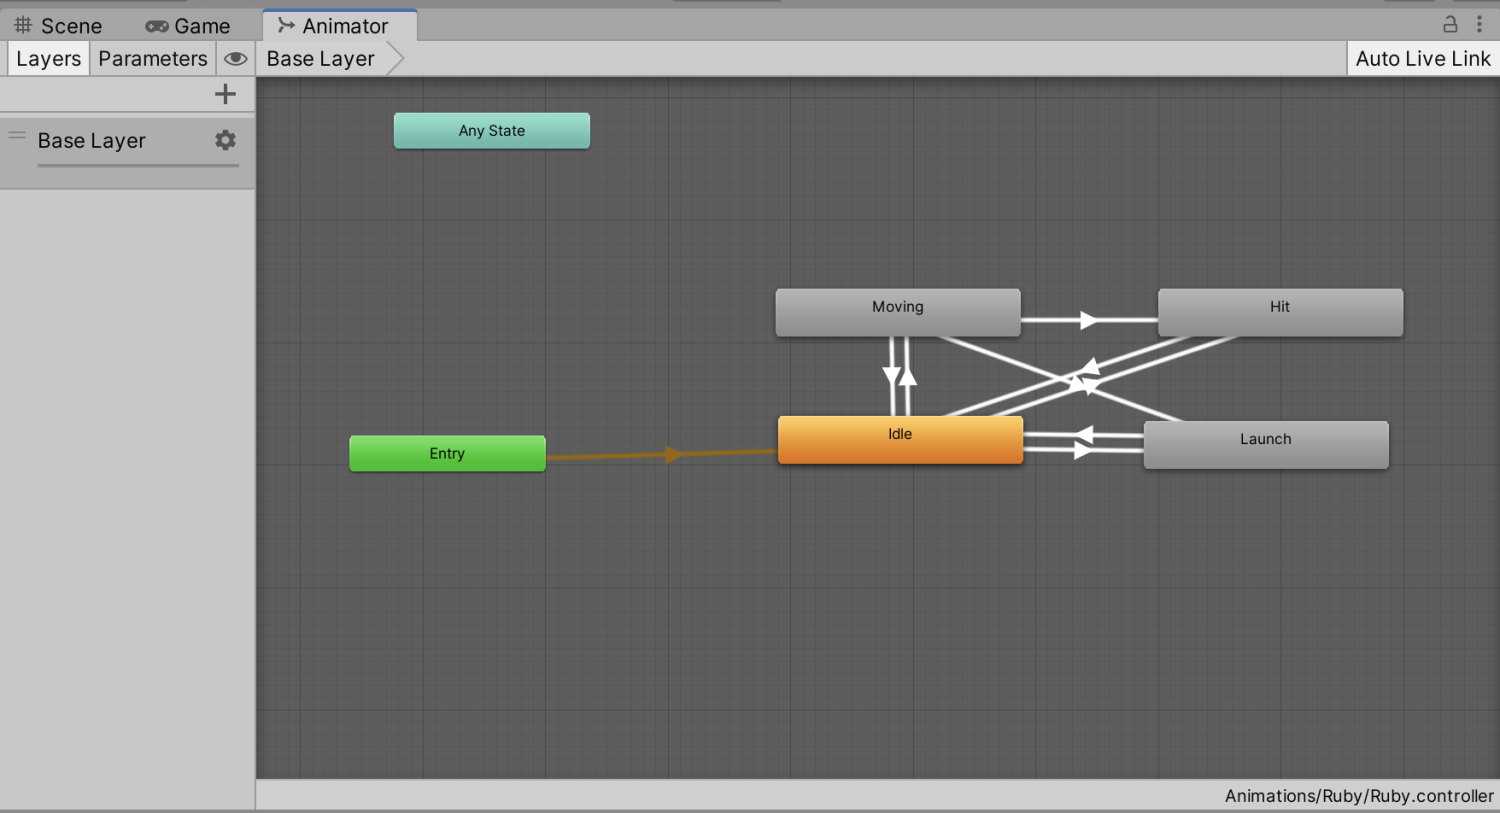 Scene Game Animator
Layers Parameters Base Layer Auto Live Link
Base Layer
Any State
Moving Hit
Idle Launch
Entry
Animations/Ruby/Ruby.controller